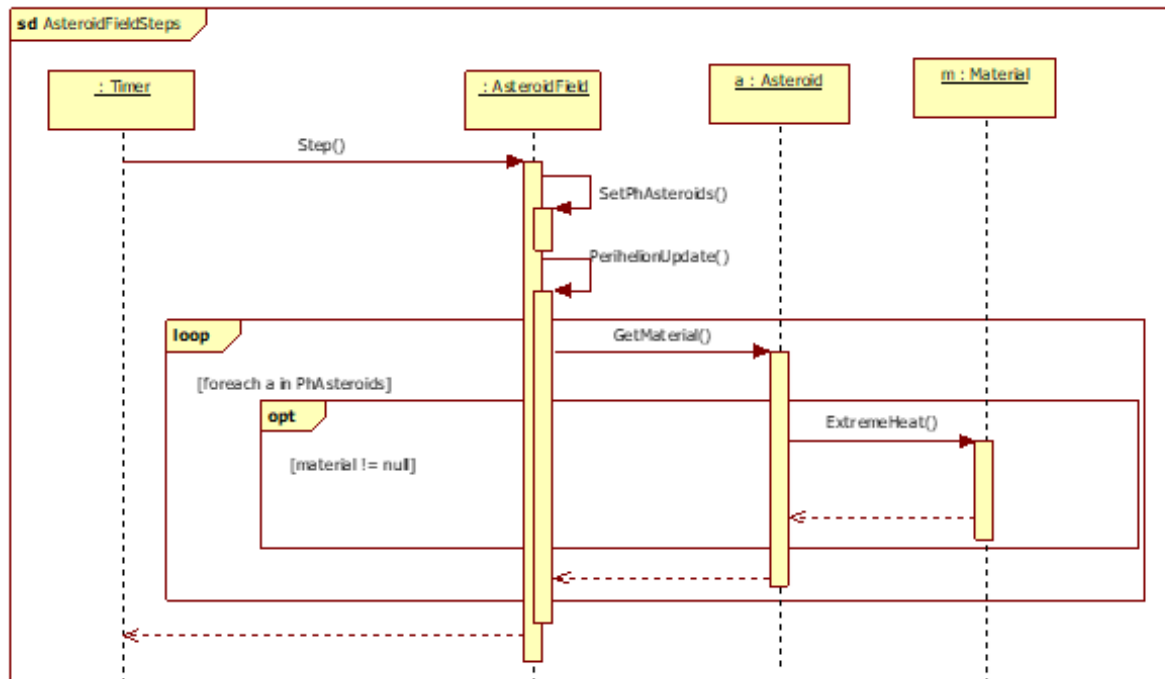 sd AsteroidFieldSteps
: Timer
: AsteroidField
a : Asteroid
m : Material
Step()
SetPhAsteroids()
PerihelionUpdate()
loop
GetMaterial()
[foreach a in PhAsteroids]
opt
ExtremeHeat()
[material != null]